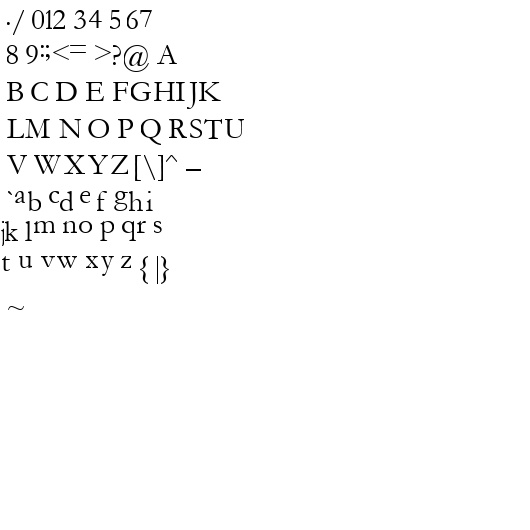 ./ 012 34 567
8 9:;<= >?@ A
B C D E FGHIJK
LM N O P Q RSTU
V WXYZ[\]^ _
`ab cd e f ghi
jk lm no p qr s
t u vw xy z {|}
~